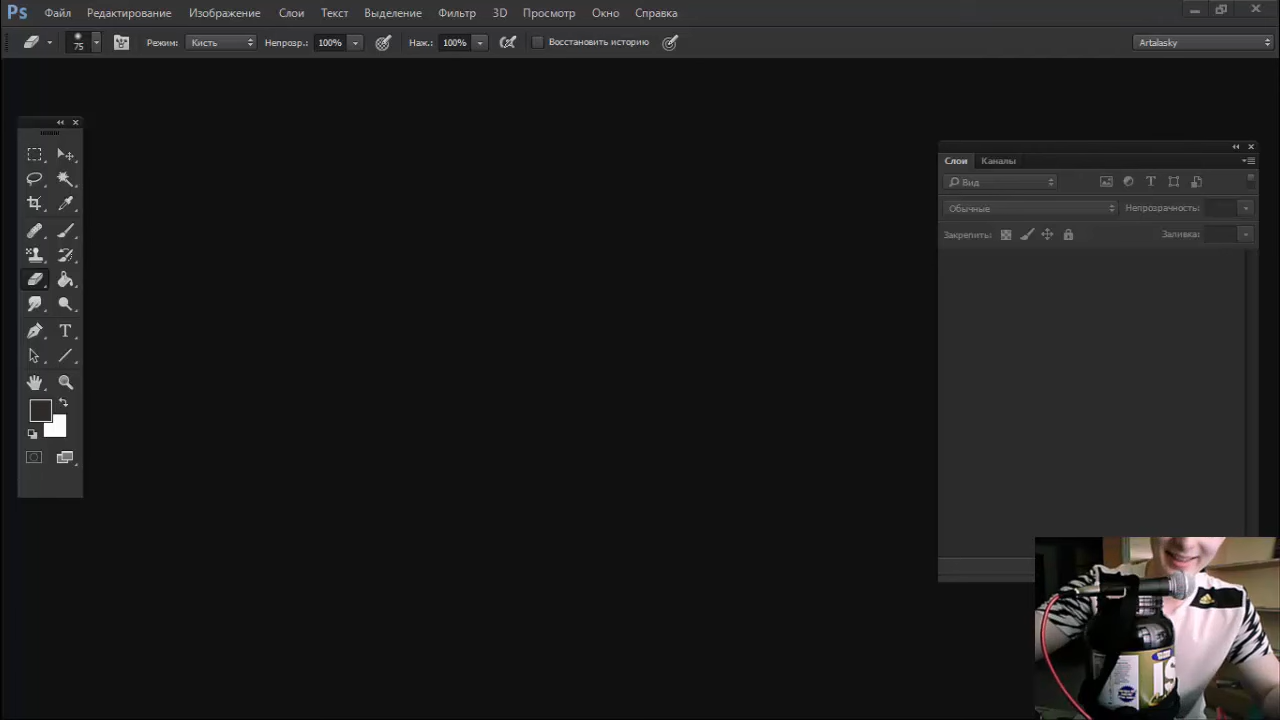 Ps Файл Редактирование Изображение Слои Текст Выделение Фильтр 3D Просмотр Окно Справка
75 Режим: Кисть Непрозр.: 100% Наж.: 100% Восстановить историю Artalasky
Слои Каналы
Вид
Обычные Непрозрачность:
Закрепить: Заливка: